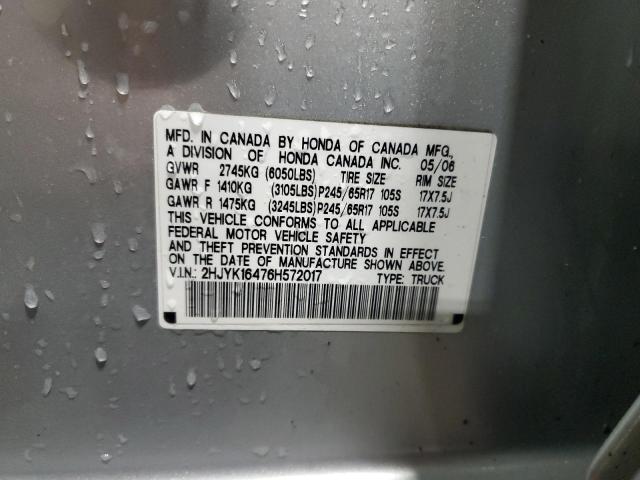 MFD. IN CANADA BY HONDA OF CANADA MFG.,
A DIVISION OF HONDA CANADA INC. 05/06
GVWR 2745KG (6050LBS) TIRE SIZE RIM SIZE
GAWR F 1410KG (3105LBS)P245/65R17 105S 17X7.5J
GAWR R 1475KG (3245LBS)P245/65R17 105S 17X7.5J
THIS VEHICLE CONFORMS TO ALL APPLICABLE
FEDERAL MOTOR VEHICLE SAFETY
AND THEFT PREVENTION STANDARDS IN EFFECT
ON THE DATE OF MANUFACTURE SHOWN ABOVE.
V.I.N.: 2HJYK16476H572017 TYPE: TRUCK